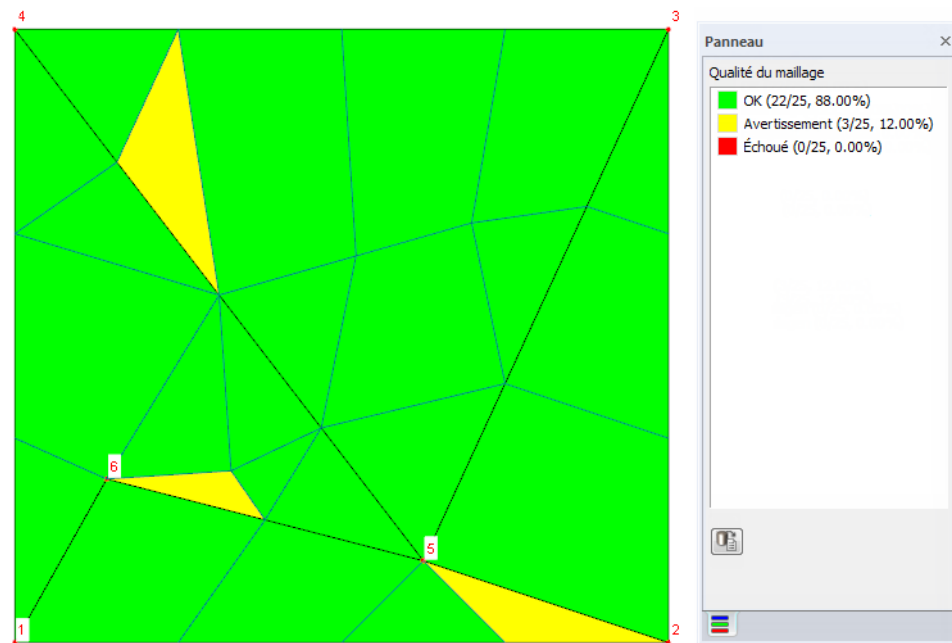 4
3
6
5
1
2
Panneau
Qualité du maillage
OK (22/25, 88.00%)
Avertissement (3/25, 12.00%)
Échoué (0/25, 0.00%)